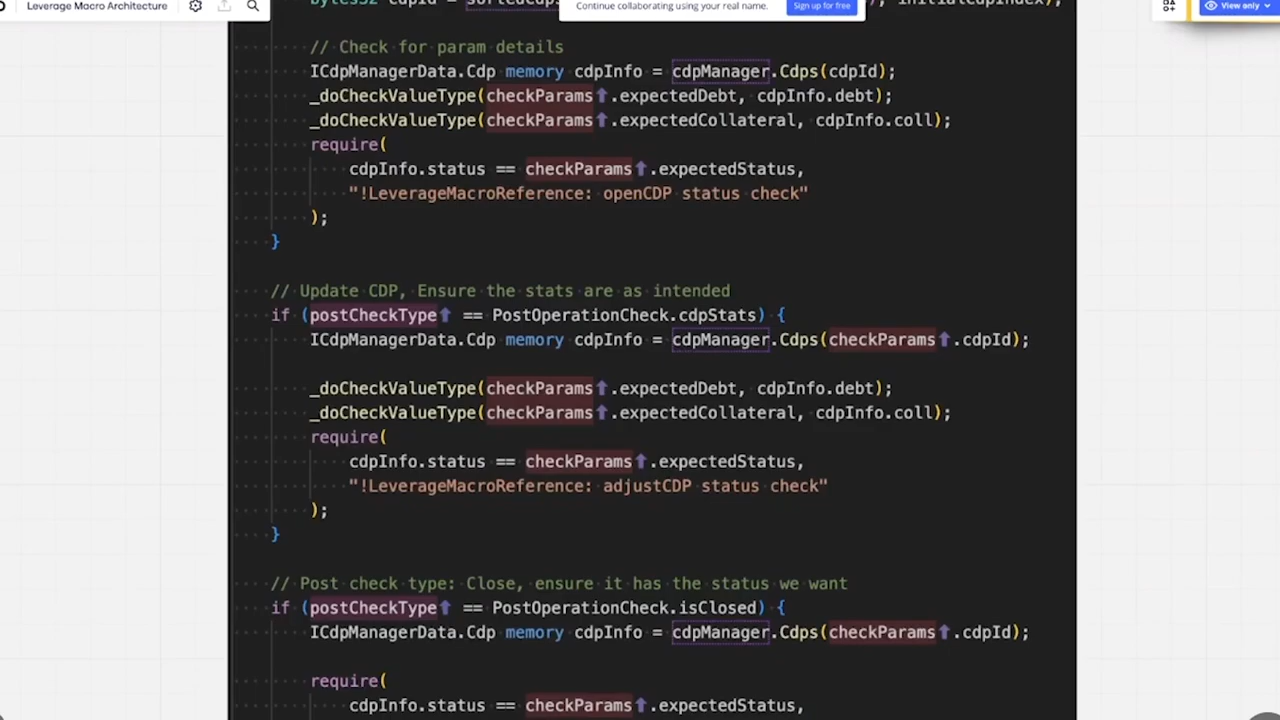 Leverage Macro Architecture
Continue collaborating using your real name.
Sign up for free
View only
// Check for param details
ICdpManagerData.Cdp memory cdpInfo = cdpManager.Cdps(cdpId);
_doCheckValueType(checkParams↑.expectedDebt, cdpInfo.debt);
_doCheckValueType(checkParams↑.expectedCollateral, cdpInfo.coll);
require(
cdpInfo.status == checkParams↑.expectedStatus,
"!LeverageMacroReference: openCDP status check"
);
}
// Update CDP, Ensure the stats are as intended
if (postCheckType↑ == PostOperationCheck.cdpStats) {
ICdpManagerData.Cdp memory cdpInfo = cdpManager.Cdps(checkParams↑.cdpId);
_doCheckValueType(checkParams↑.expectedDebt, cdpInfo.debt);
_doCheckValueType(checkParams↑.expectedCollateral, cdpInfo.coll);
require(
cdpInfo.status == checkParams↑.expectedStatus,
"!LeverageMacroReference: adjustCDP status check"
);
}
// Post check type: Close, ensure it has the status we want
if (postCheckType↑ == PostOperationCheck.isClosed) {
ICdpManagerData.Cdp memory cdpInfo = cdpManager.Cdps(checkParams↑.cdpId);
require(
cdpInfo.status == checkParams↑.expectedStatus,